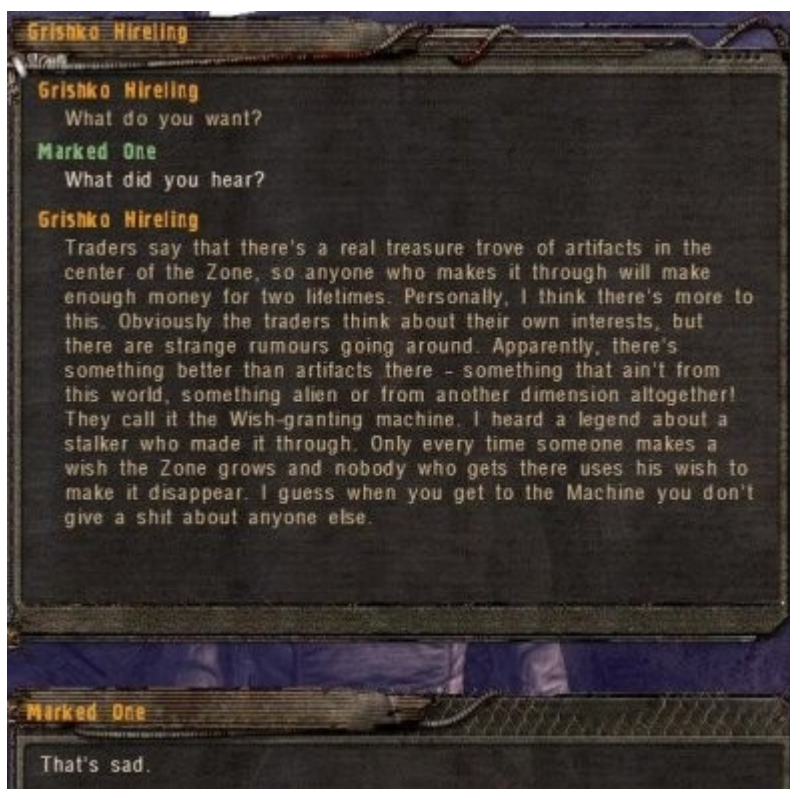 Grishko Hireling
Grishko Hireling
What do you want?
Marked One
What did you hear?
Grishko Hireling
Traders say that there's a real treasure trove of artifacts in the
center of the Zone, so anyone who makes it through will make
enough money for two lifetimes. Personally, I think there's more to
this. Obviously the traders think about their own interests, but
there are strange rumours going around. Apparently, there's
something better than artifacts there - something that ain't from
this world, something alien or from another dimension altogether!
They call it the Wish-granting machine. I heard a legend about a
stalker who made it through. Only every time someone makes a
wish the Zone grows and nobody who gets there uses his wish to
make it disappear. I guess when you get to the Machine you don't
give a shit about anyone else.
Marked One
That's sad.